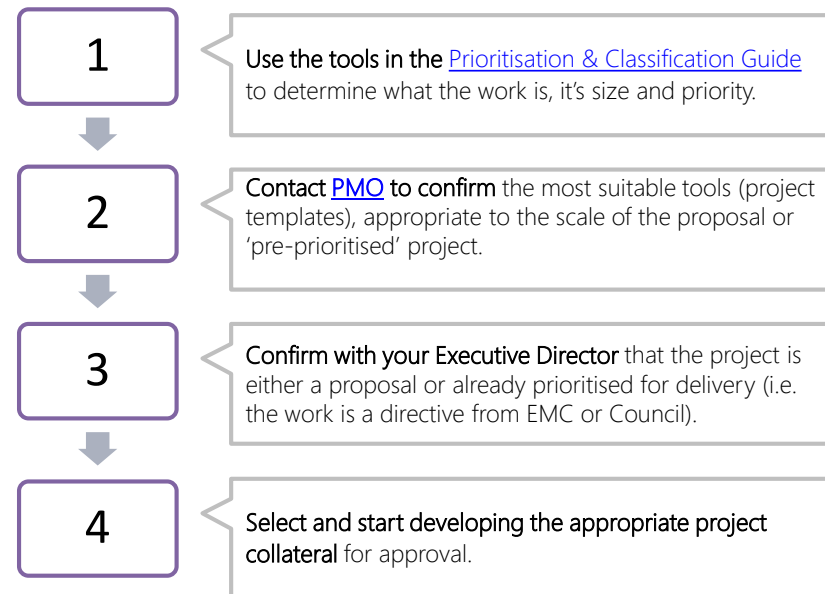 1
Use the tools in the Prioritisation & Classification Guide
to determine what the work is, it’s size and priority.
2
Contact PMO to confirm the most suitable tools (project
templates), appropriate to the scale of the proposal or
‘pre-prioritised’ project.
3
Confirm with your Executive Director that the project is
either a proposal or already prioritised for delivery (i.e.
the work is a directive from EMC or Council).
4
Select and start developing the appropriate project
collateral for approval.